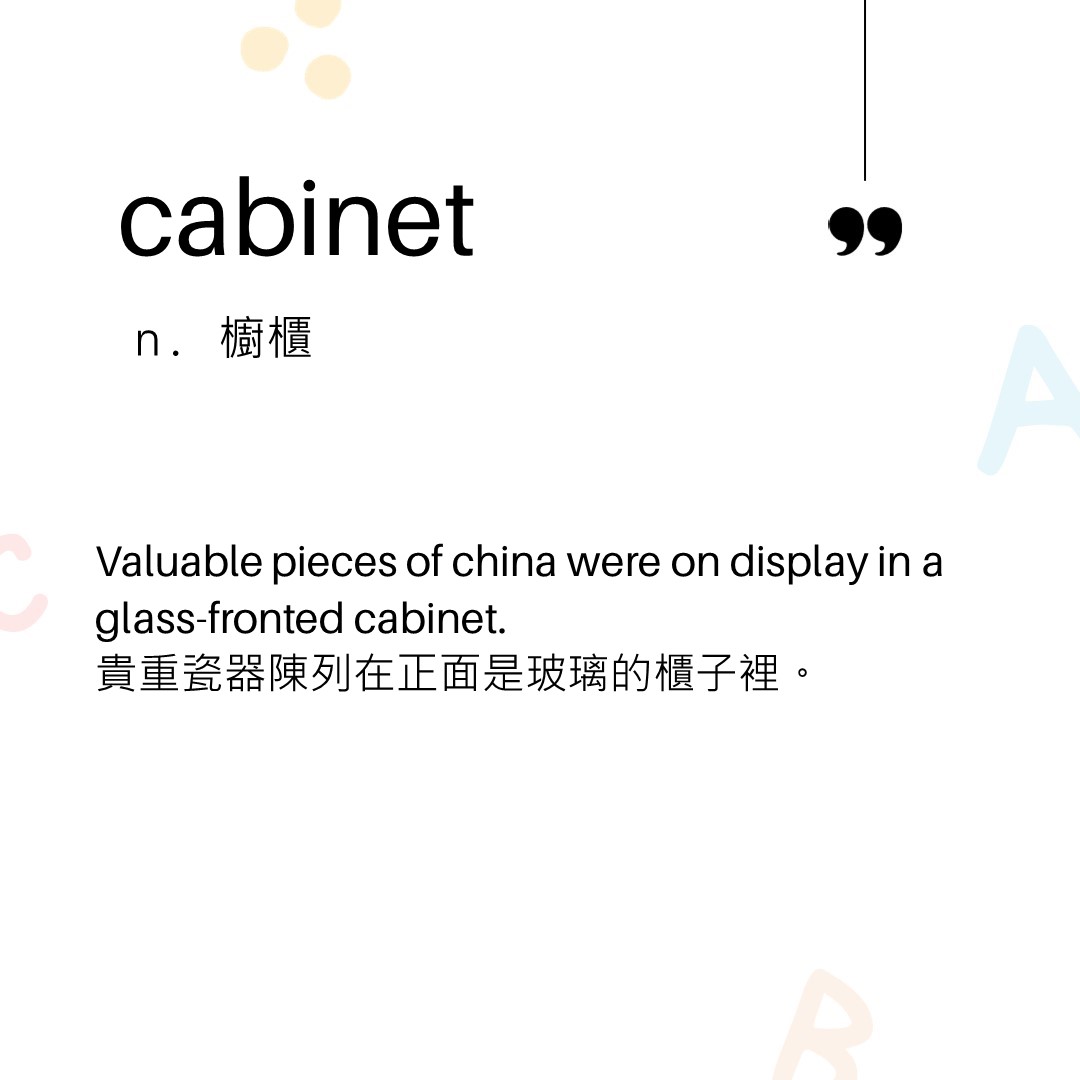 cabinet
”
n. 櫥櫃
A
C
Valuable pieces of china were on display in a
glass-fronted cabinet.
貴重瓷器陳列在正面是玻璃的櫃子裡。
B